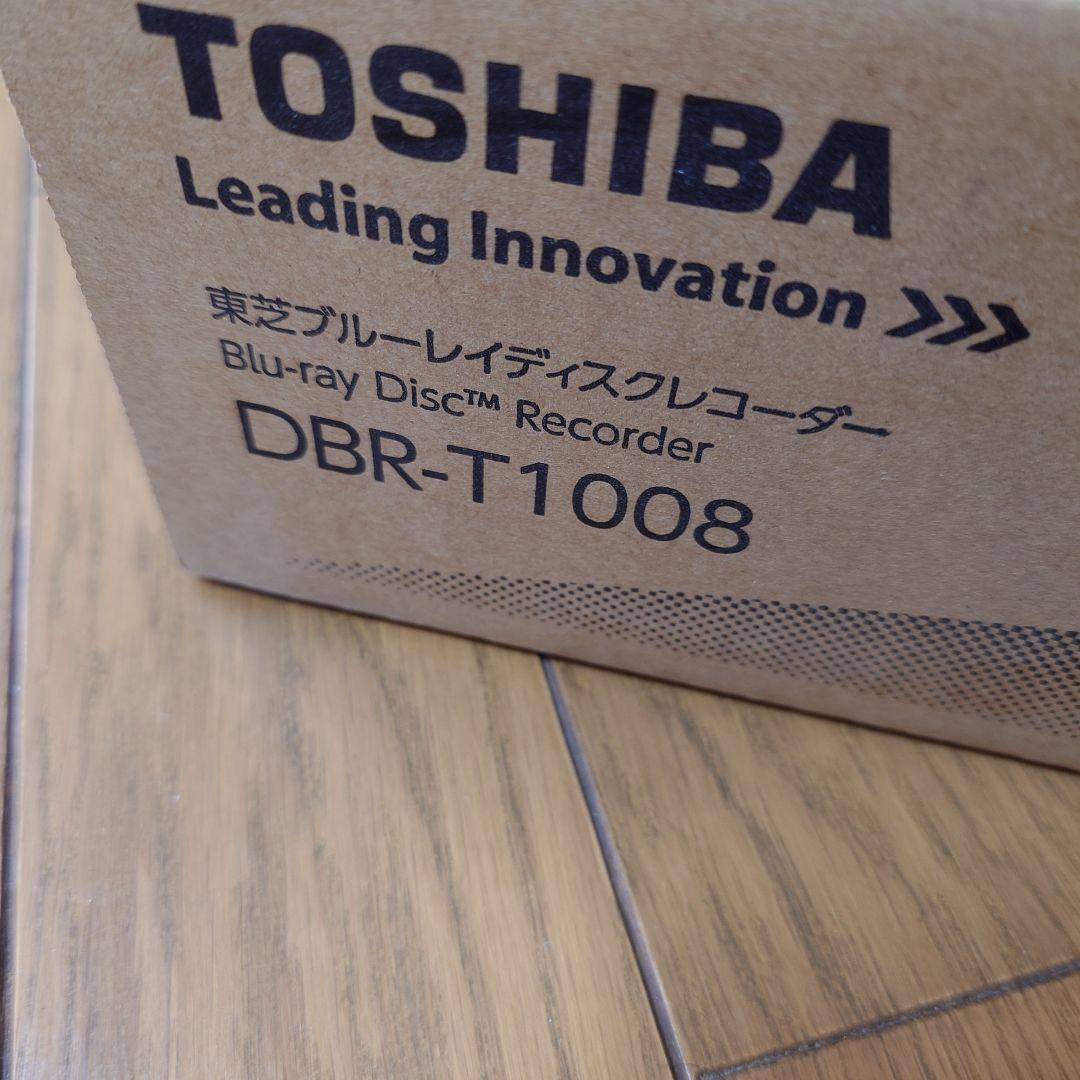 TOSHIBA
Leading Innovation >>>
東芝ブルーレイディスクレコーダー
Blu-ray Disc™ Recorder
DBR-T1008